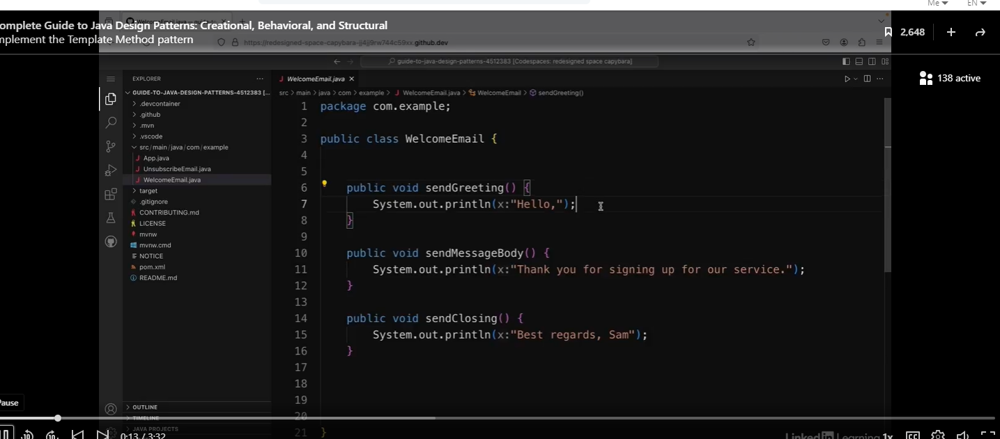 Me EN
omplete Guide to Java Design Patterns: Creational, Behavioral, and Structural
mplement the Template Method pattern
2,648
https://redesigned-space-capybara-jj4jj9rw744c59xx.github.dev
138 active
guide-to-java-design-patterns-4512383 [Codespaces: redesigned space capybara]
EXPLORER
GUIDE-TO-JAVA-DESIGN-PATTERNS-4512383 [...
.devcontainer
.github
.mvn
.vscode
src/main/java/com/example
App.java
UnsubscribeEmail.java
WelcomeEmail.java
target
.gitignore
CONTRIBUTING.md
LICENSE
mvnw
mvnw.cmd
NOTICE
pom.xml
README.md
OUTLINE
TIMELINE
JAVA PROJECTS
WelcomeEmail.java
src > main > java > com > example > WelcomeEmail.java > WelcomeEmail > sendGreeting()
1 package com.example;
2
3 public class WelcomeEmail {
4
5
6 public void sendGreeting() {
7 System.out.println(x:"Hello,");
8 }
9
10 public void sendMessageBody() {
11 System.out.println(x:"Thank you for signing up for our service.");
12 }
13
14 public void sendClosing() {
15 System.out.println(x:"Best regards, Sam");
16 }
17
18
19
20
21 }
Pause
0:13 / 3:32
LinkedIn Learning
1x
CC